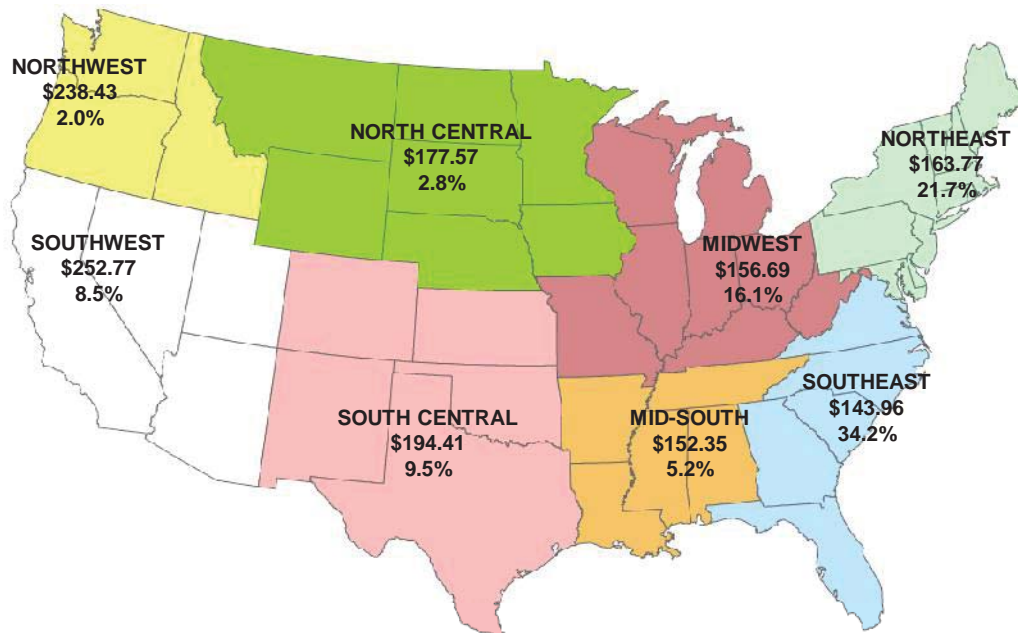 NORTHWEST
$238.43
2.0%
NORTH CENTRAL
$177.57
2.8%
NORTHEAST
$163.77
21.7%
SOUTHWEST
$252.77
8.5%
MIDWEST
$156.69
16.1%
SOUTH CENTRAL
$194.41
9.5%
MID-SOUTH
$152.35
5.2%
SOUTHEAST
$143.96
34.2%